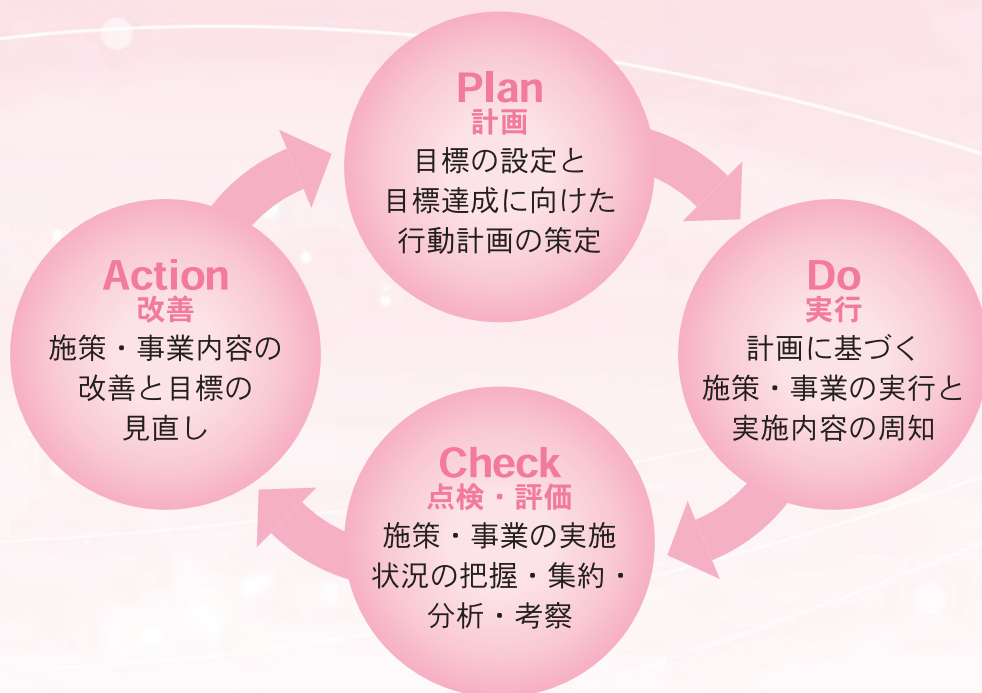 Plan
計画
目標の設定と
目標達成に向けた
行動計画の策定
Do
実行
計画に基づく
施策・事業の実行と
実施内容の周知
Check
点検・評価
施策・事業の実施
状況の把握・集約・
分析・考察
Action
改善
施策・事業内容の
改善と目標の
見直し